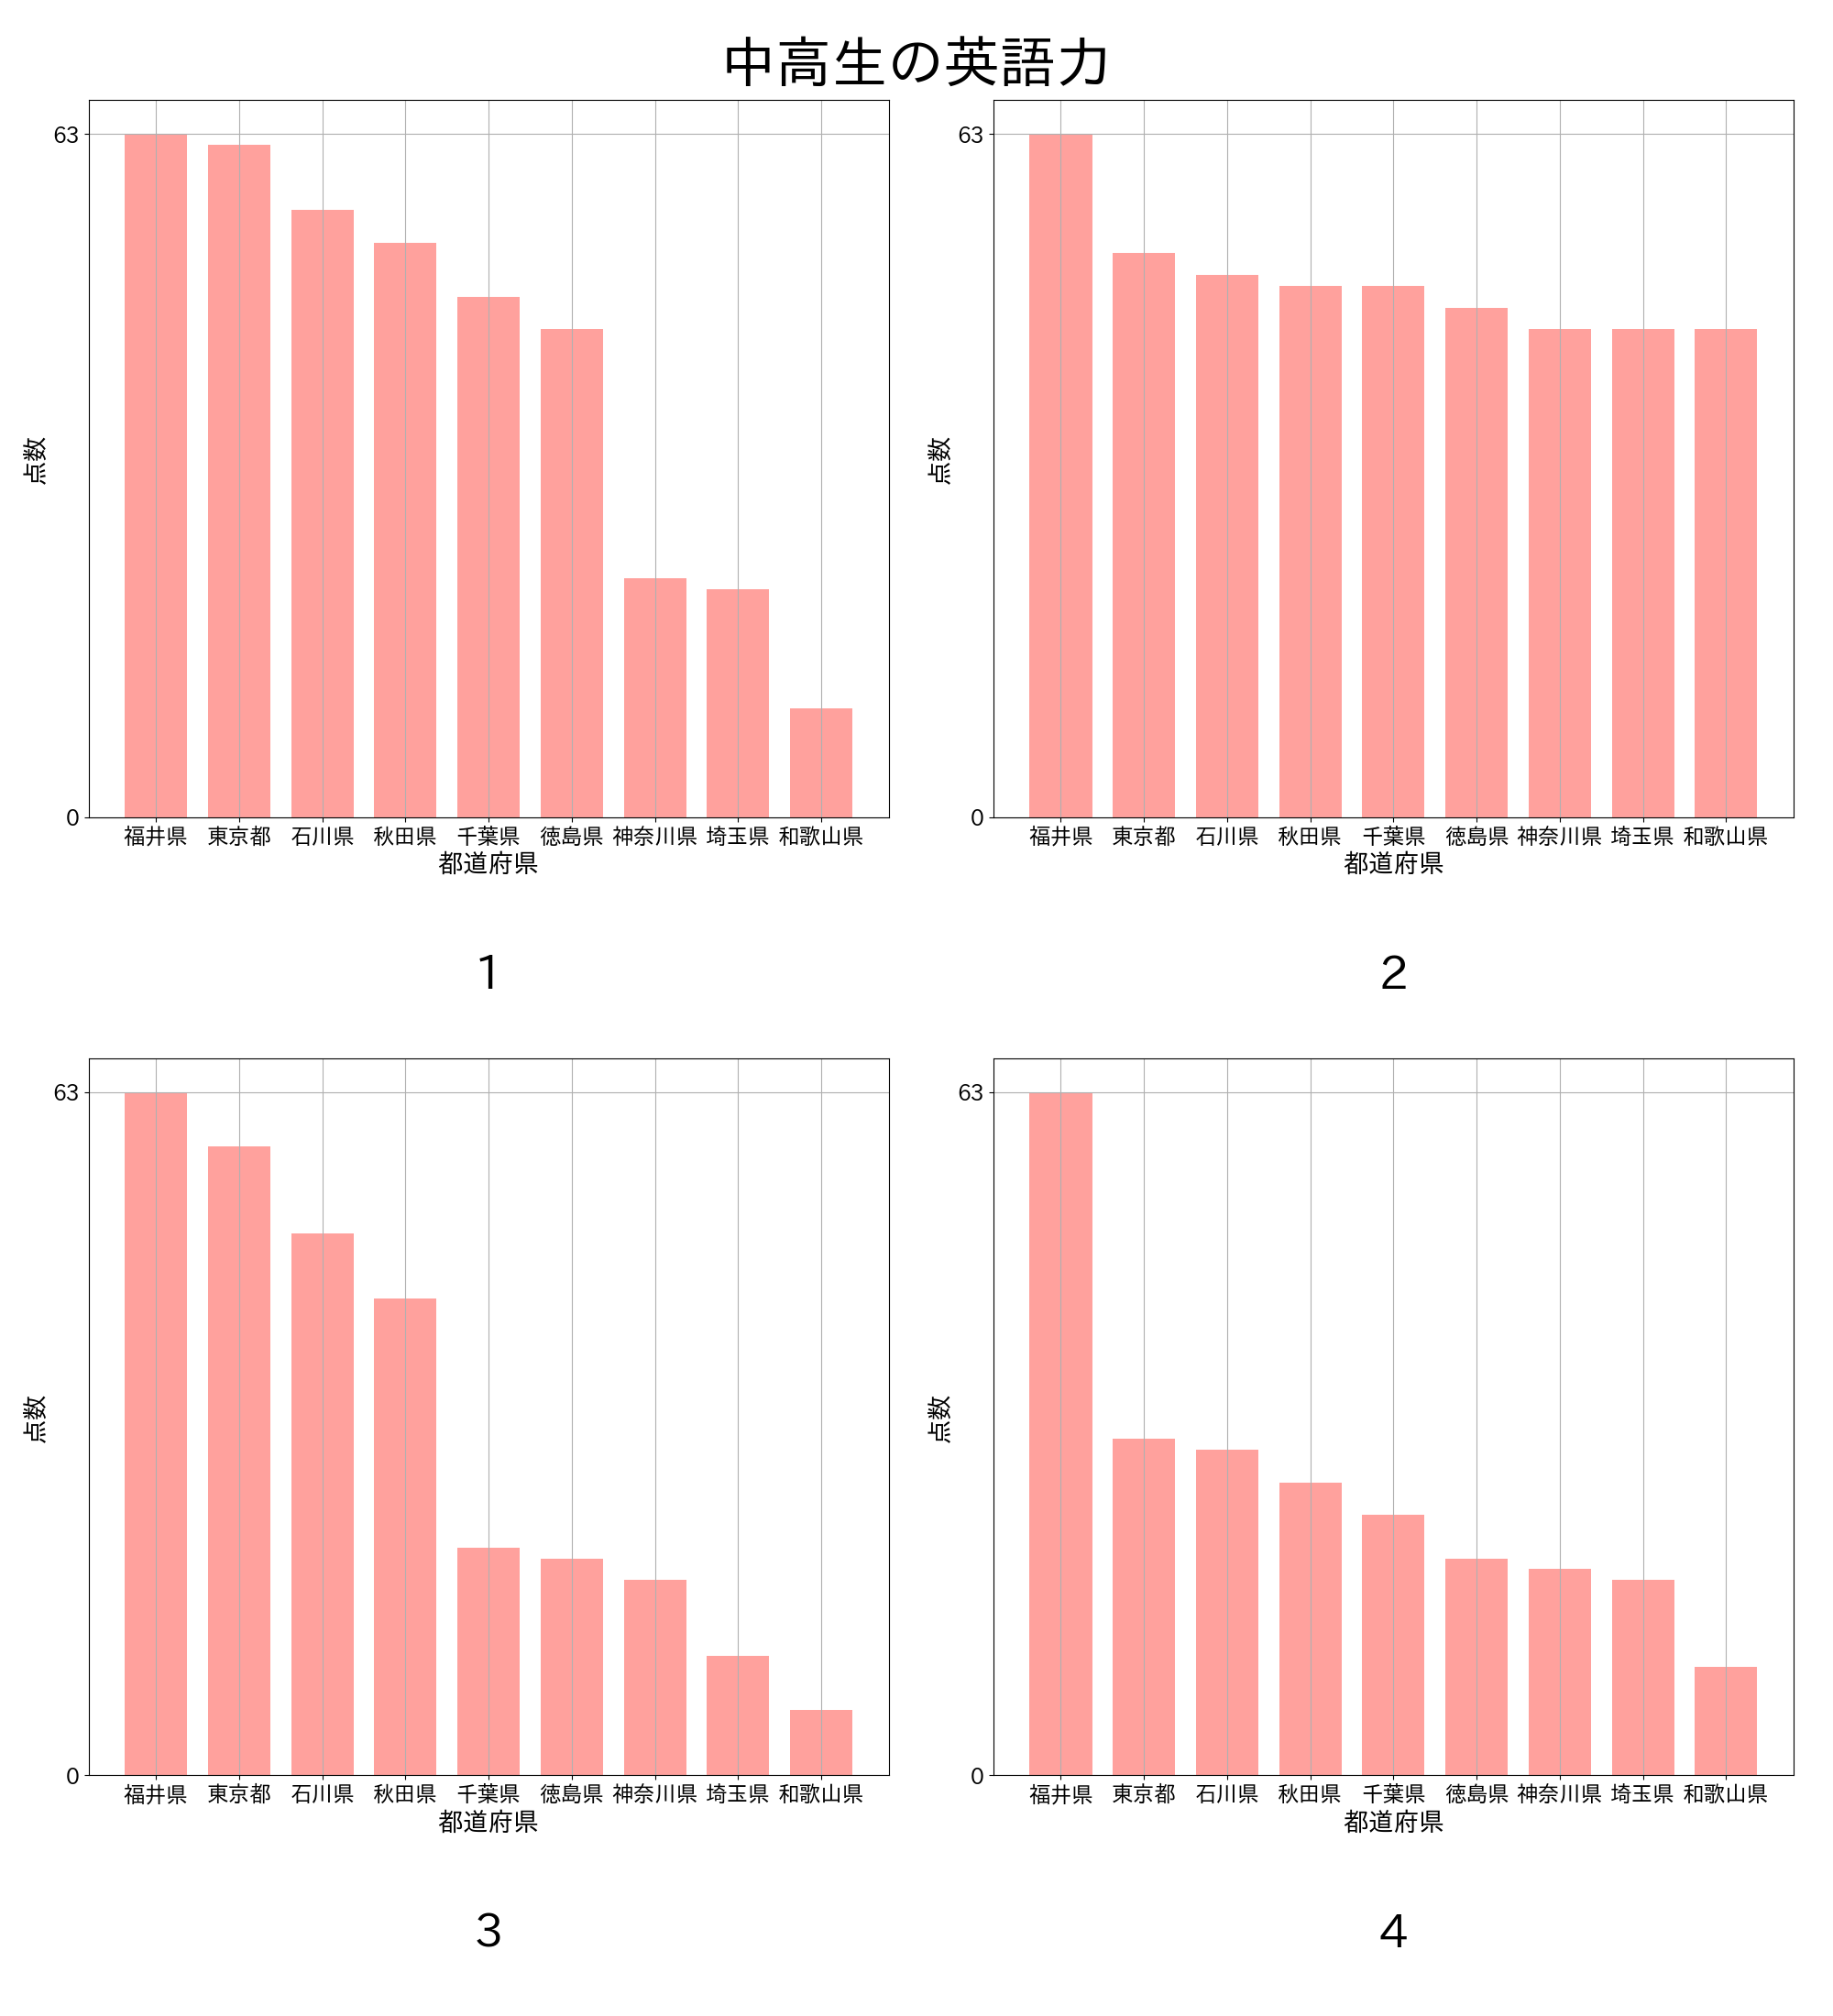 中高生の英語力
63
点数
0
福井県 東京都 石川県 秋田県 千葉県 徳島県 神奈川県 埼玉県 和歌山県
都道府県
1
63
点数
0
福井県 東京都 石川県 秋田県 千葉県 徳島県 神奈川県 埼玉県 和歌山県
都道府県
2
63
点数
0
福井県 東京都 石川県 秋田県 千葉県 徳島県 神奈川県 埼玉県 和歌山県
都道府県
3
63
点数
0
福井県 東京都 石川県 秋田県 千葉県 徳島県 神奈川県 埼玉県 和歌山県
都道府県
4